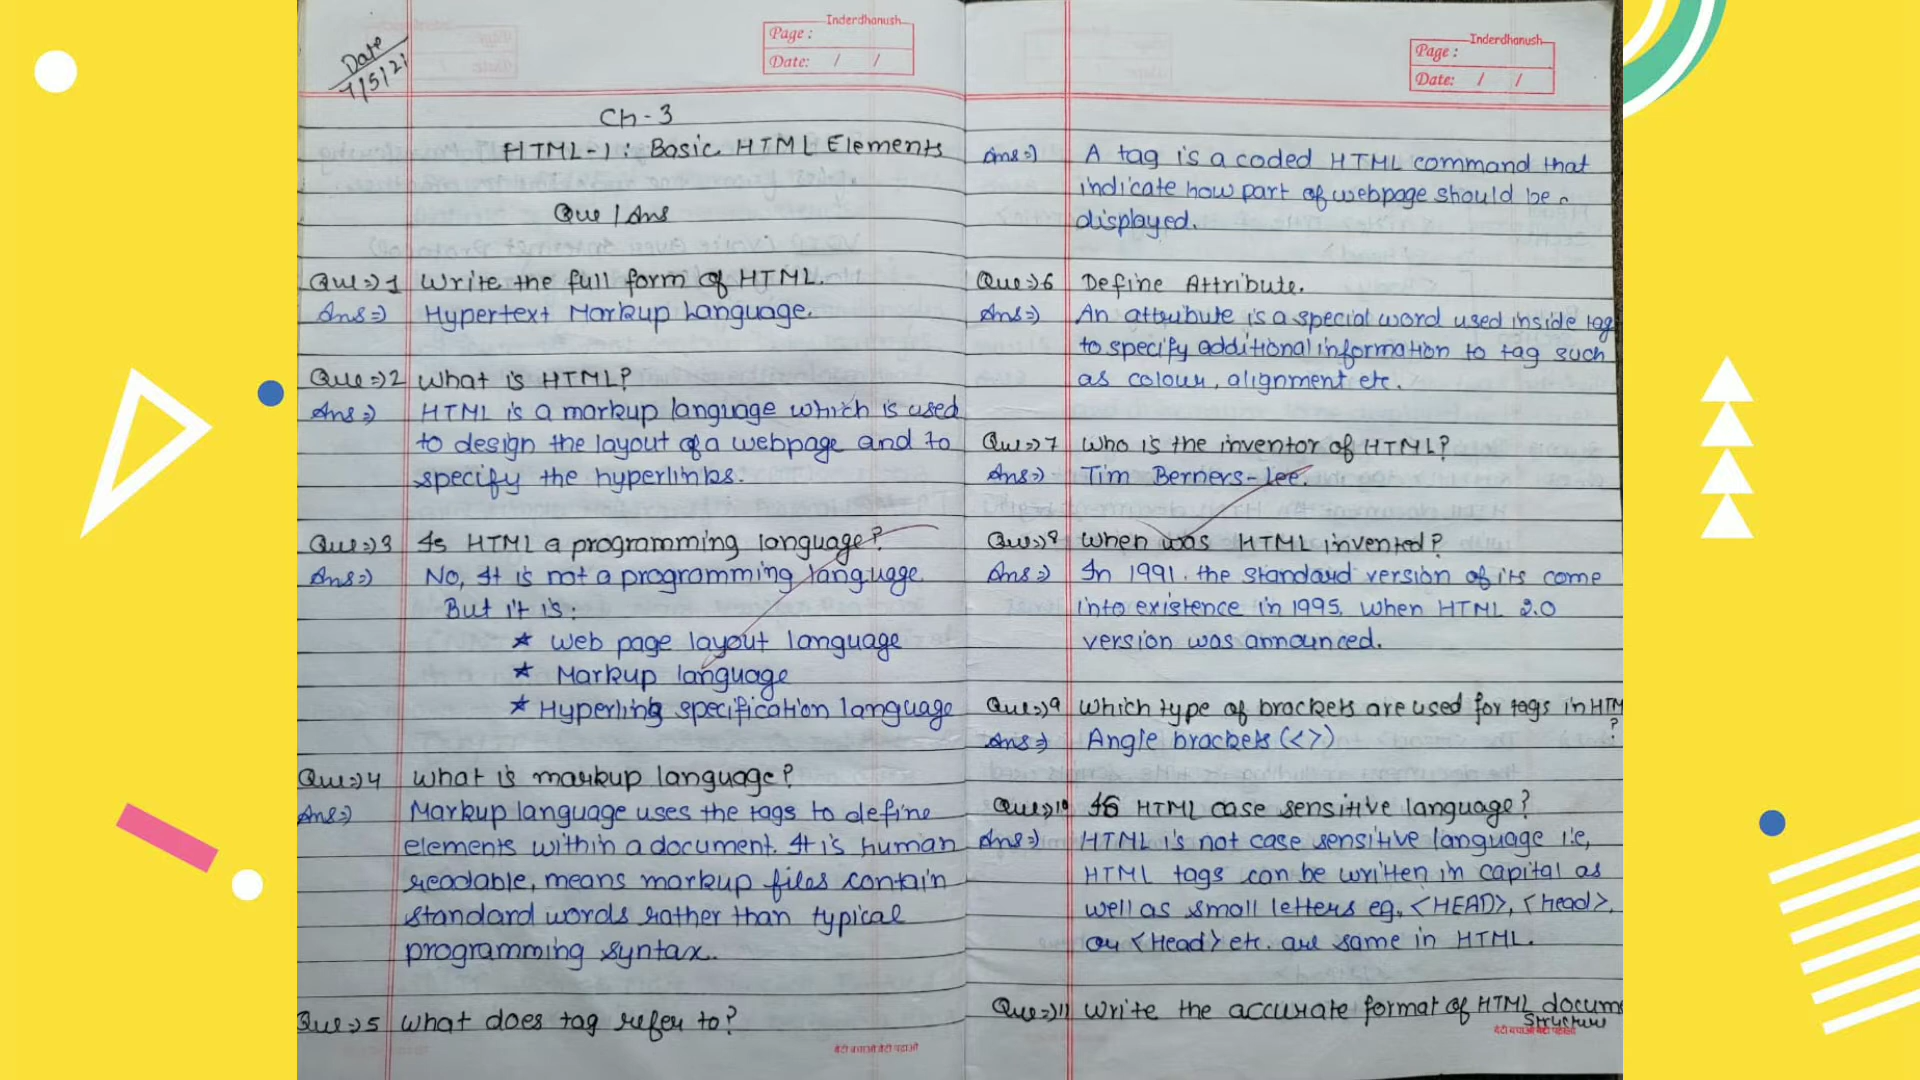 Date
7/5/21
Inderdhanush
Page :
Date: / /
Ch-3
HTML-1: Basic HTML Elements
Que/Ans
Que=>1 Write the full form of HTML.
Ans=> Hypertext Markup Language.
Que=>2 What is HTML?
Ans=> HTML is a markup language which is used
to design the layout of a webpage and to
specify the hyperlinks.
Que=>3 Is HTML a programming language?
Ans=> No, It is not a programming language.
But it is:
★ Web page layout language
★ Markup language
★ Hyperlink specification language
Que=>4 What is markup language?
Ans=> Markup language uses the tags to define
elements within a document. It is human
readable, means markup files contain
standard words rather than typical
programming syntax.
Que=>5 What does tag refer to?
बेटी बचाओ बेटी पढ़ाओ
Inderdhanush
Page :
Date: / /
Ans=> A tag is a coded HTML command that
indicate how part of webpage should be
displayed.
Que=>6 Define Attribute.
Ans=> An attribute is a special word used inside tag
to specify additional information to tag such
as colour, alignment etc.
Que=>7 Who is the inventor of HTML?
Ans=> Tim Berners-Lee.
Que=>8 When was HTML invented?
Ans=> In 1991. the standard version of its come
into existence in 1995, when HTML 2.0
version was announced.
Que=>9 Which type of brackets are used for tags in HTM
?
Ans=> Angle brackets (<>)
Que=>10 Is HTML case sensitive language?
Ans=> HTML is not case sensitive language i.e,
HTML tags can be written in capital as
well as small letters eg. <HEAD>, <head>,
or <Head> etc. are same in HTML.
Que=>11 Write the accurate format of HTML docum
Structure
बेटी बचाओ बेटी पढ़ाओ